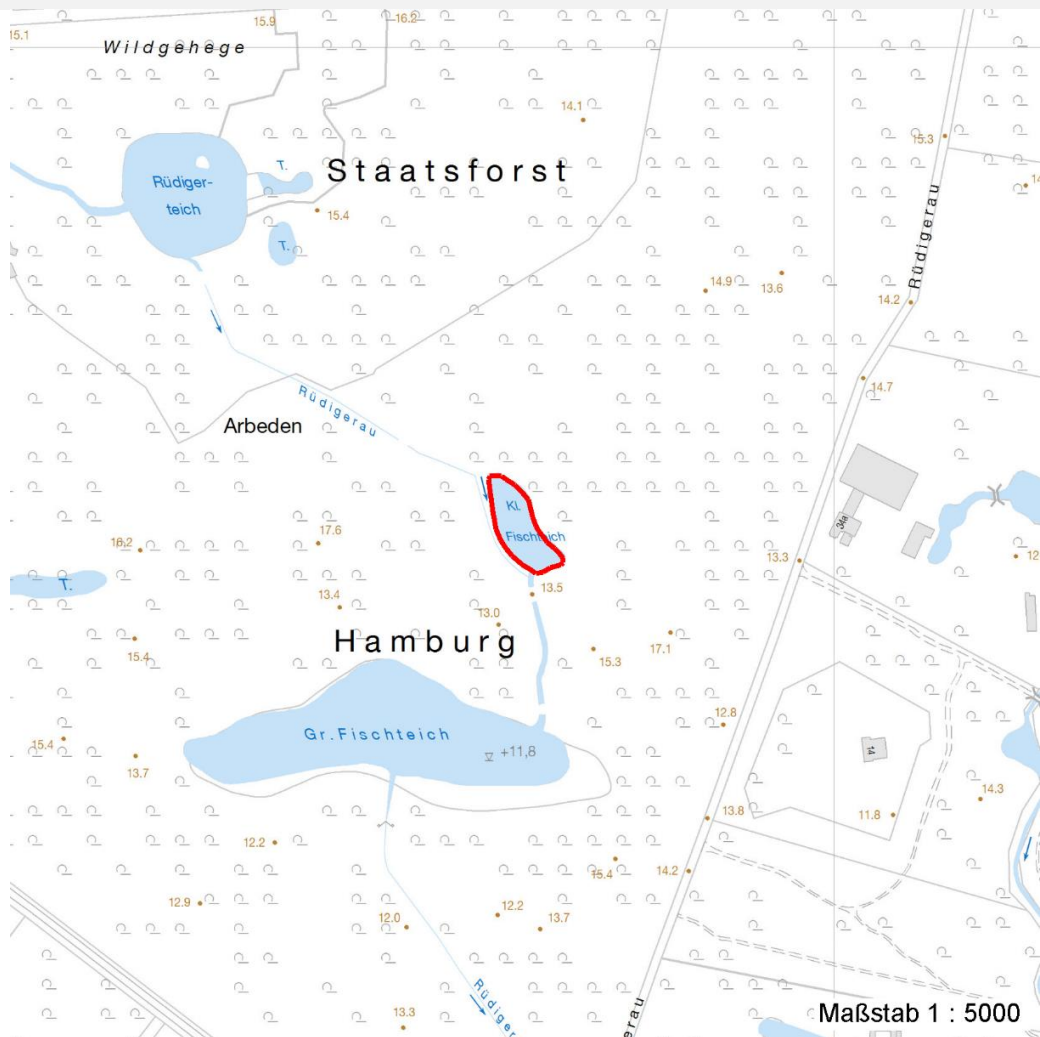 15.1
15.9
16.2
Wildgehege
14.1
15.3
T.
Staatsforst
Rüdiger-
teich
15.4
T.
Rüdigerau
14.9
13.6
14.2
14.7
Rüdigerau
Arbeden
Kl.
Fischteich
34a
17.6
13.3
T.
13.4
13.5
13.0
Hamburg
15.4
15.3
17.1
12.8
Gr. Fischteich
+11,8
15.4
13.7
14
14.3
13.8
11.8
12.2
15.4
14.2
12.9
12.0
12.2
13.7
Rüdiger
erau
13.3
Maßstab 1 : 5000